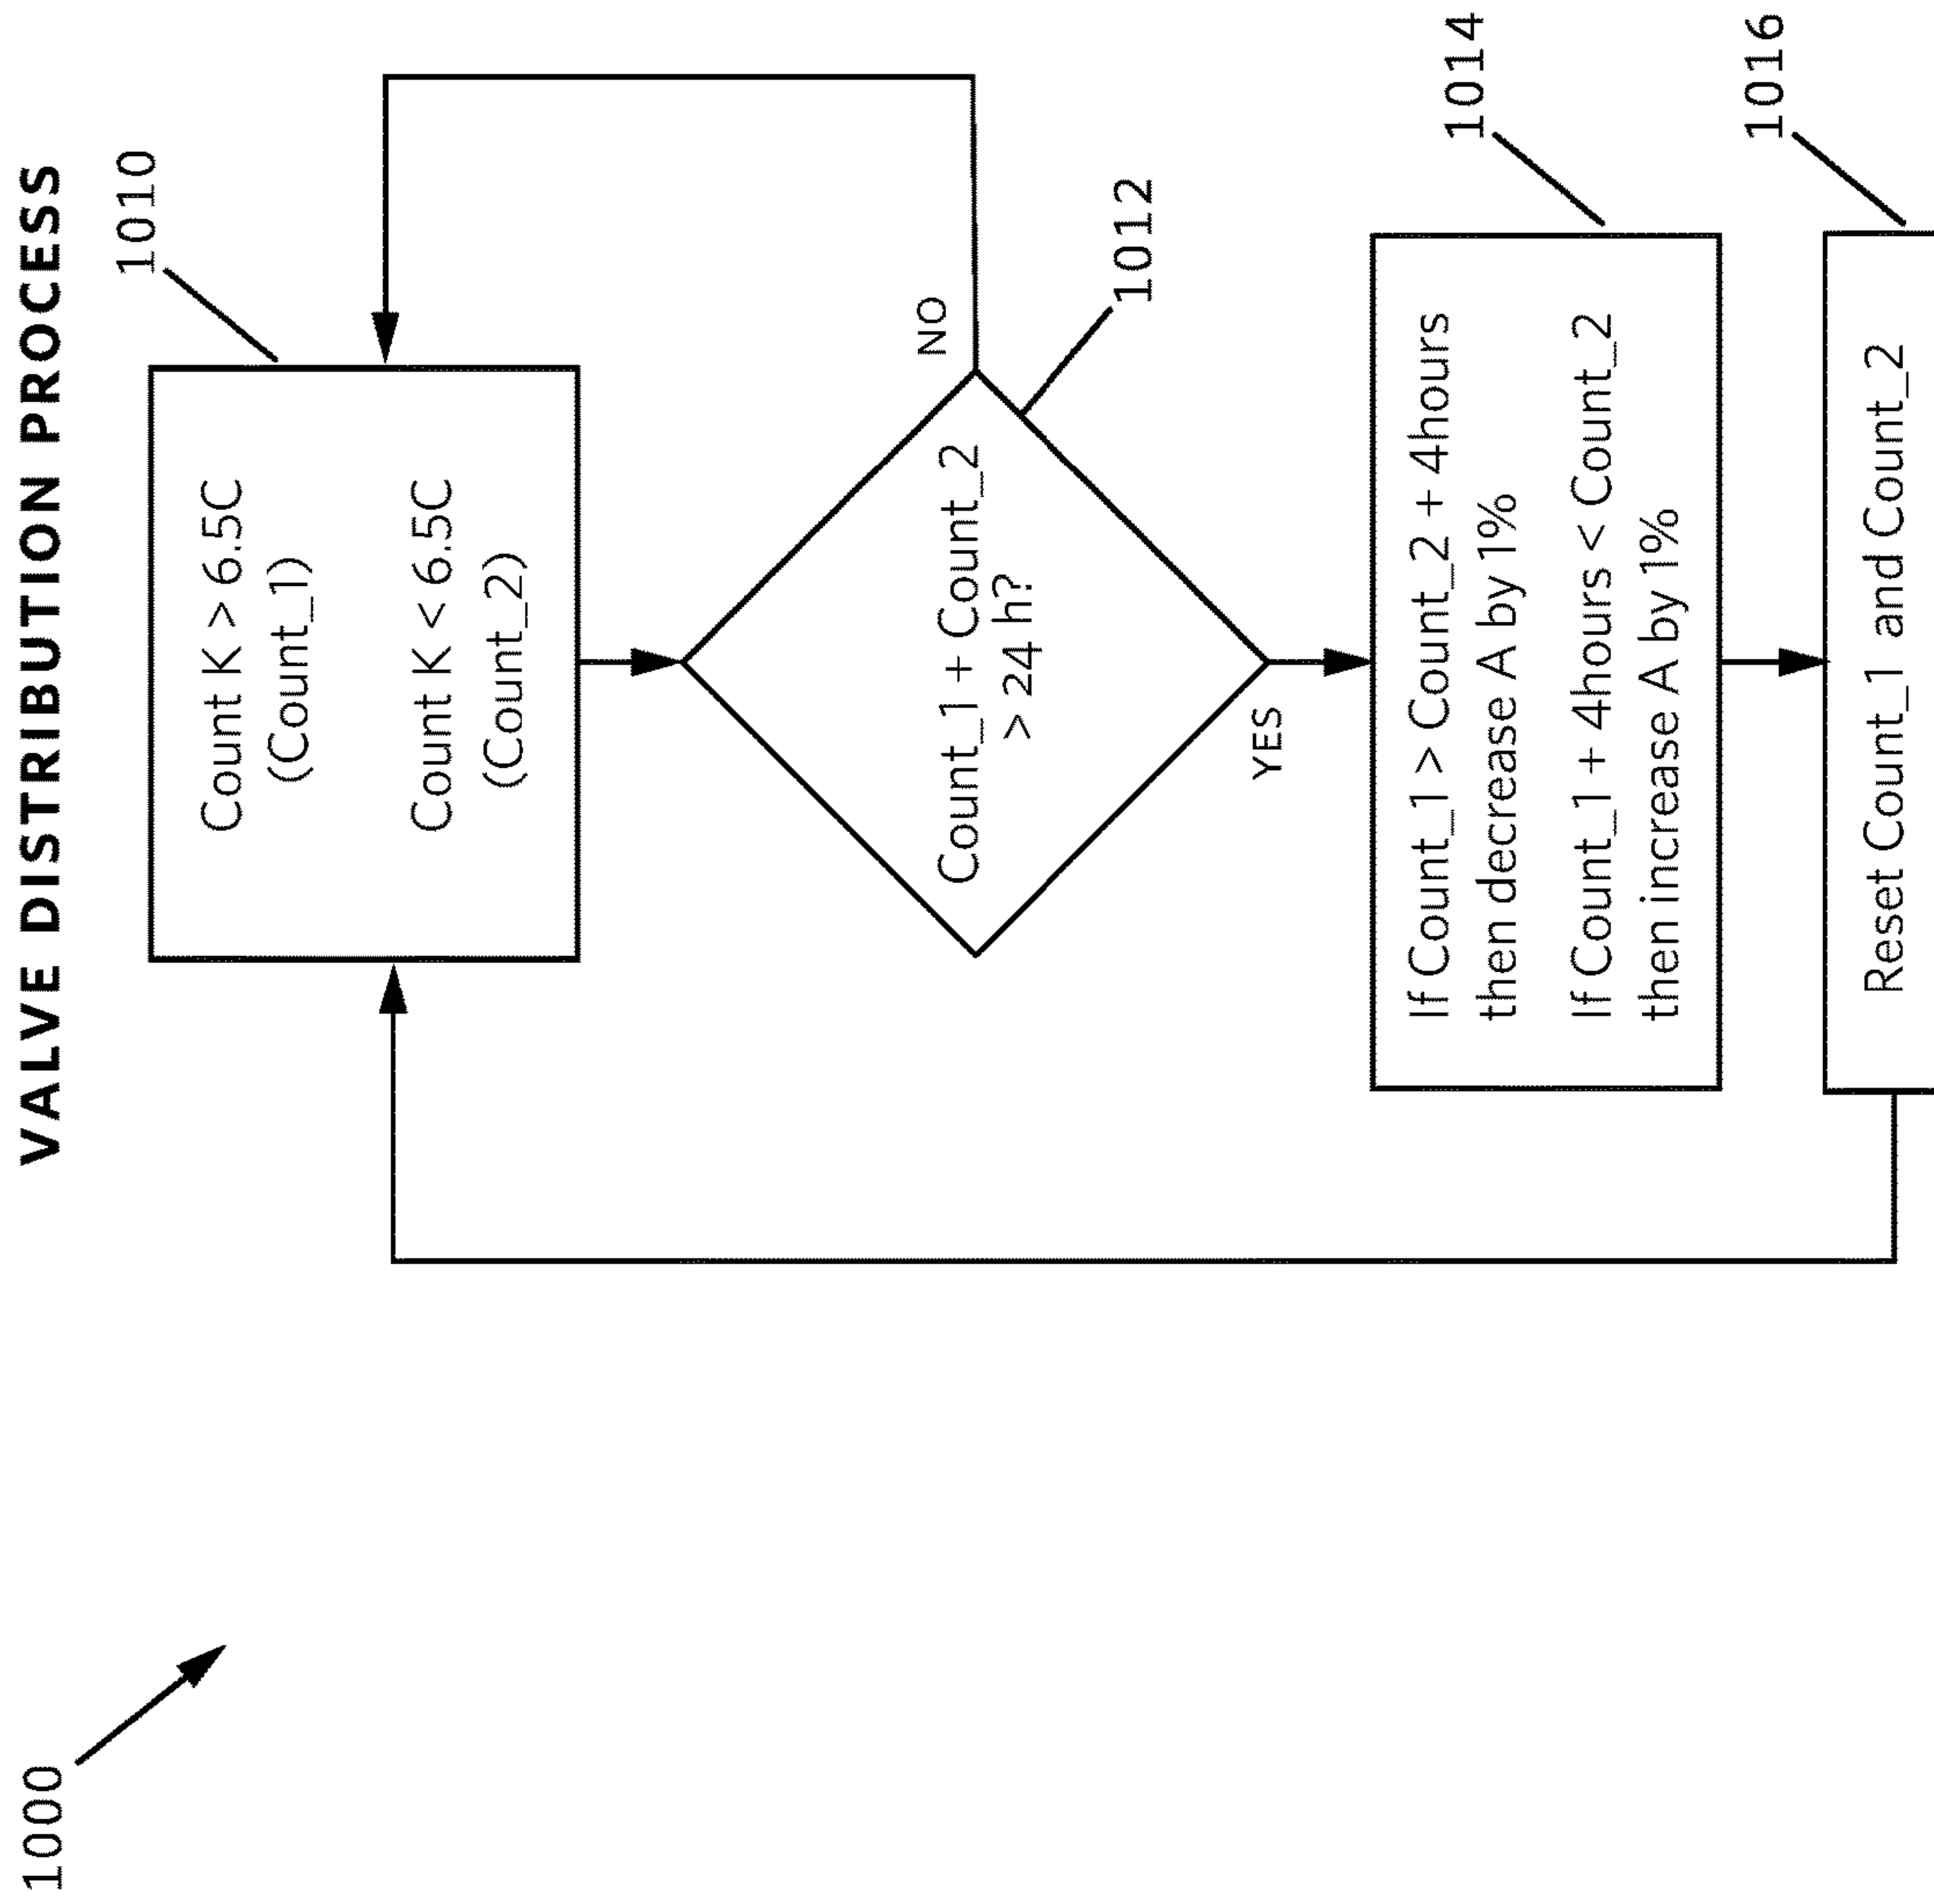 1000
VALVE DISTRIBUTION PROCESS
1010
Count K > 6.5C
(Count_1)
Count K < 6.5C
(Count_2)
NO
Count_1 + Count_2
> 24 h?
1012
YES
1014
If Count_1 > Count_2 + 4hours
then decrease A by 1%
If Count_1 + 4hours < Count_2
then increase A by 1%
1016
Reset Count_1 and Count_2